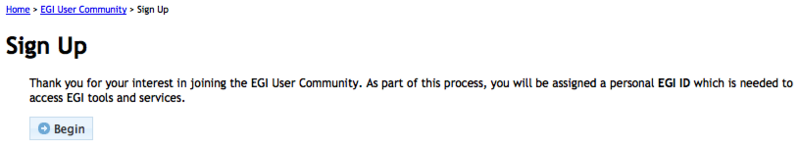 Home > EGI User Community > Sign Up
Sign Up
Thank you for your interest in joining the EGI User Community. As part of this process, you will be assigned a personal EGI ID which is needed to
access EGI tools and services.
Begin